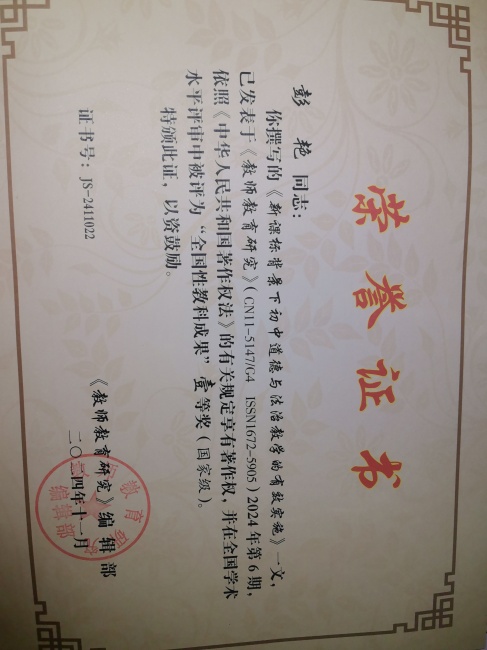 荣誉证书
彭艳 同志：
你撰写的《新课标背景下初中道德与法治教学的有效实施》一文，
已发表于《教师教育研究》（CN11-5147/G4 ISSN1672-5905）2024年第6期，
依照《中华人民共和国著作权法》的有关规定享有著作权，并在全国学术
水平评审中被评为“全国性教科成果”壹等奖（国家级）。
特颁此证，以资鼓励。
证书号：JS-2411022
《教师教育研究》编辑部
二〇二四年十一月
编辑部